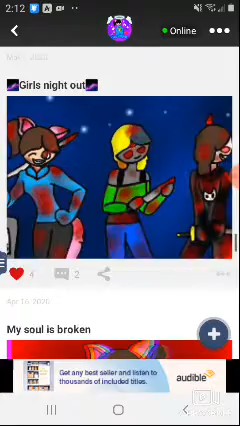 2:12
Online
Girls night out
4
2
Apr 16, 2020
My soul is broken
Get any best seller and listen to
thousands of included titles.
audible